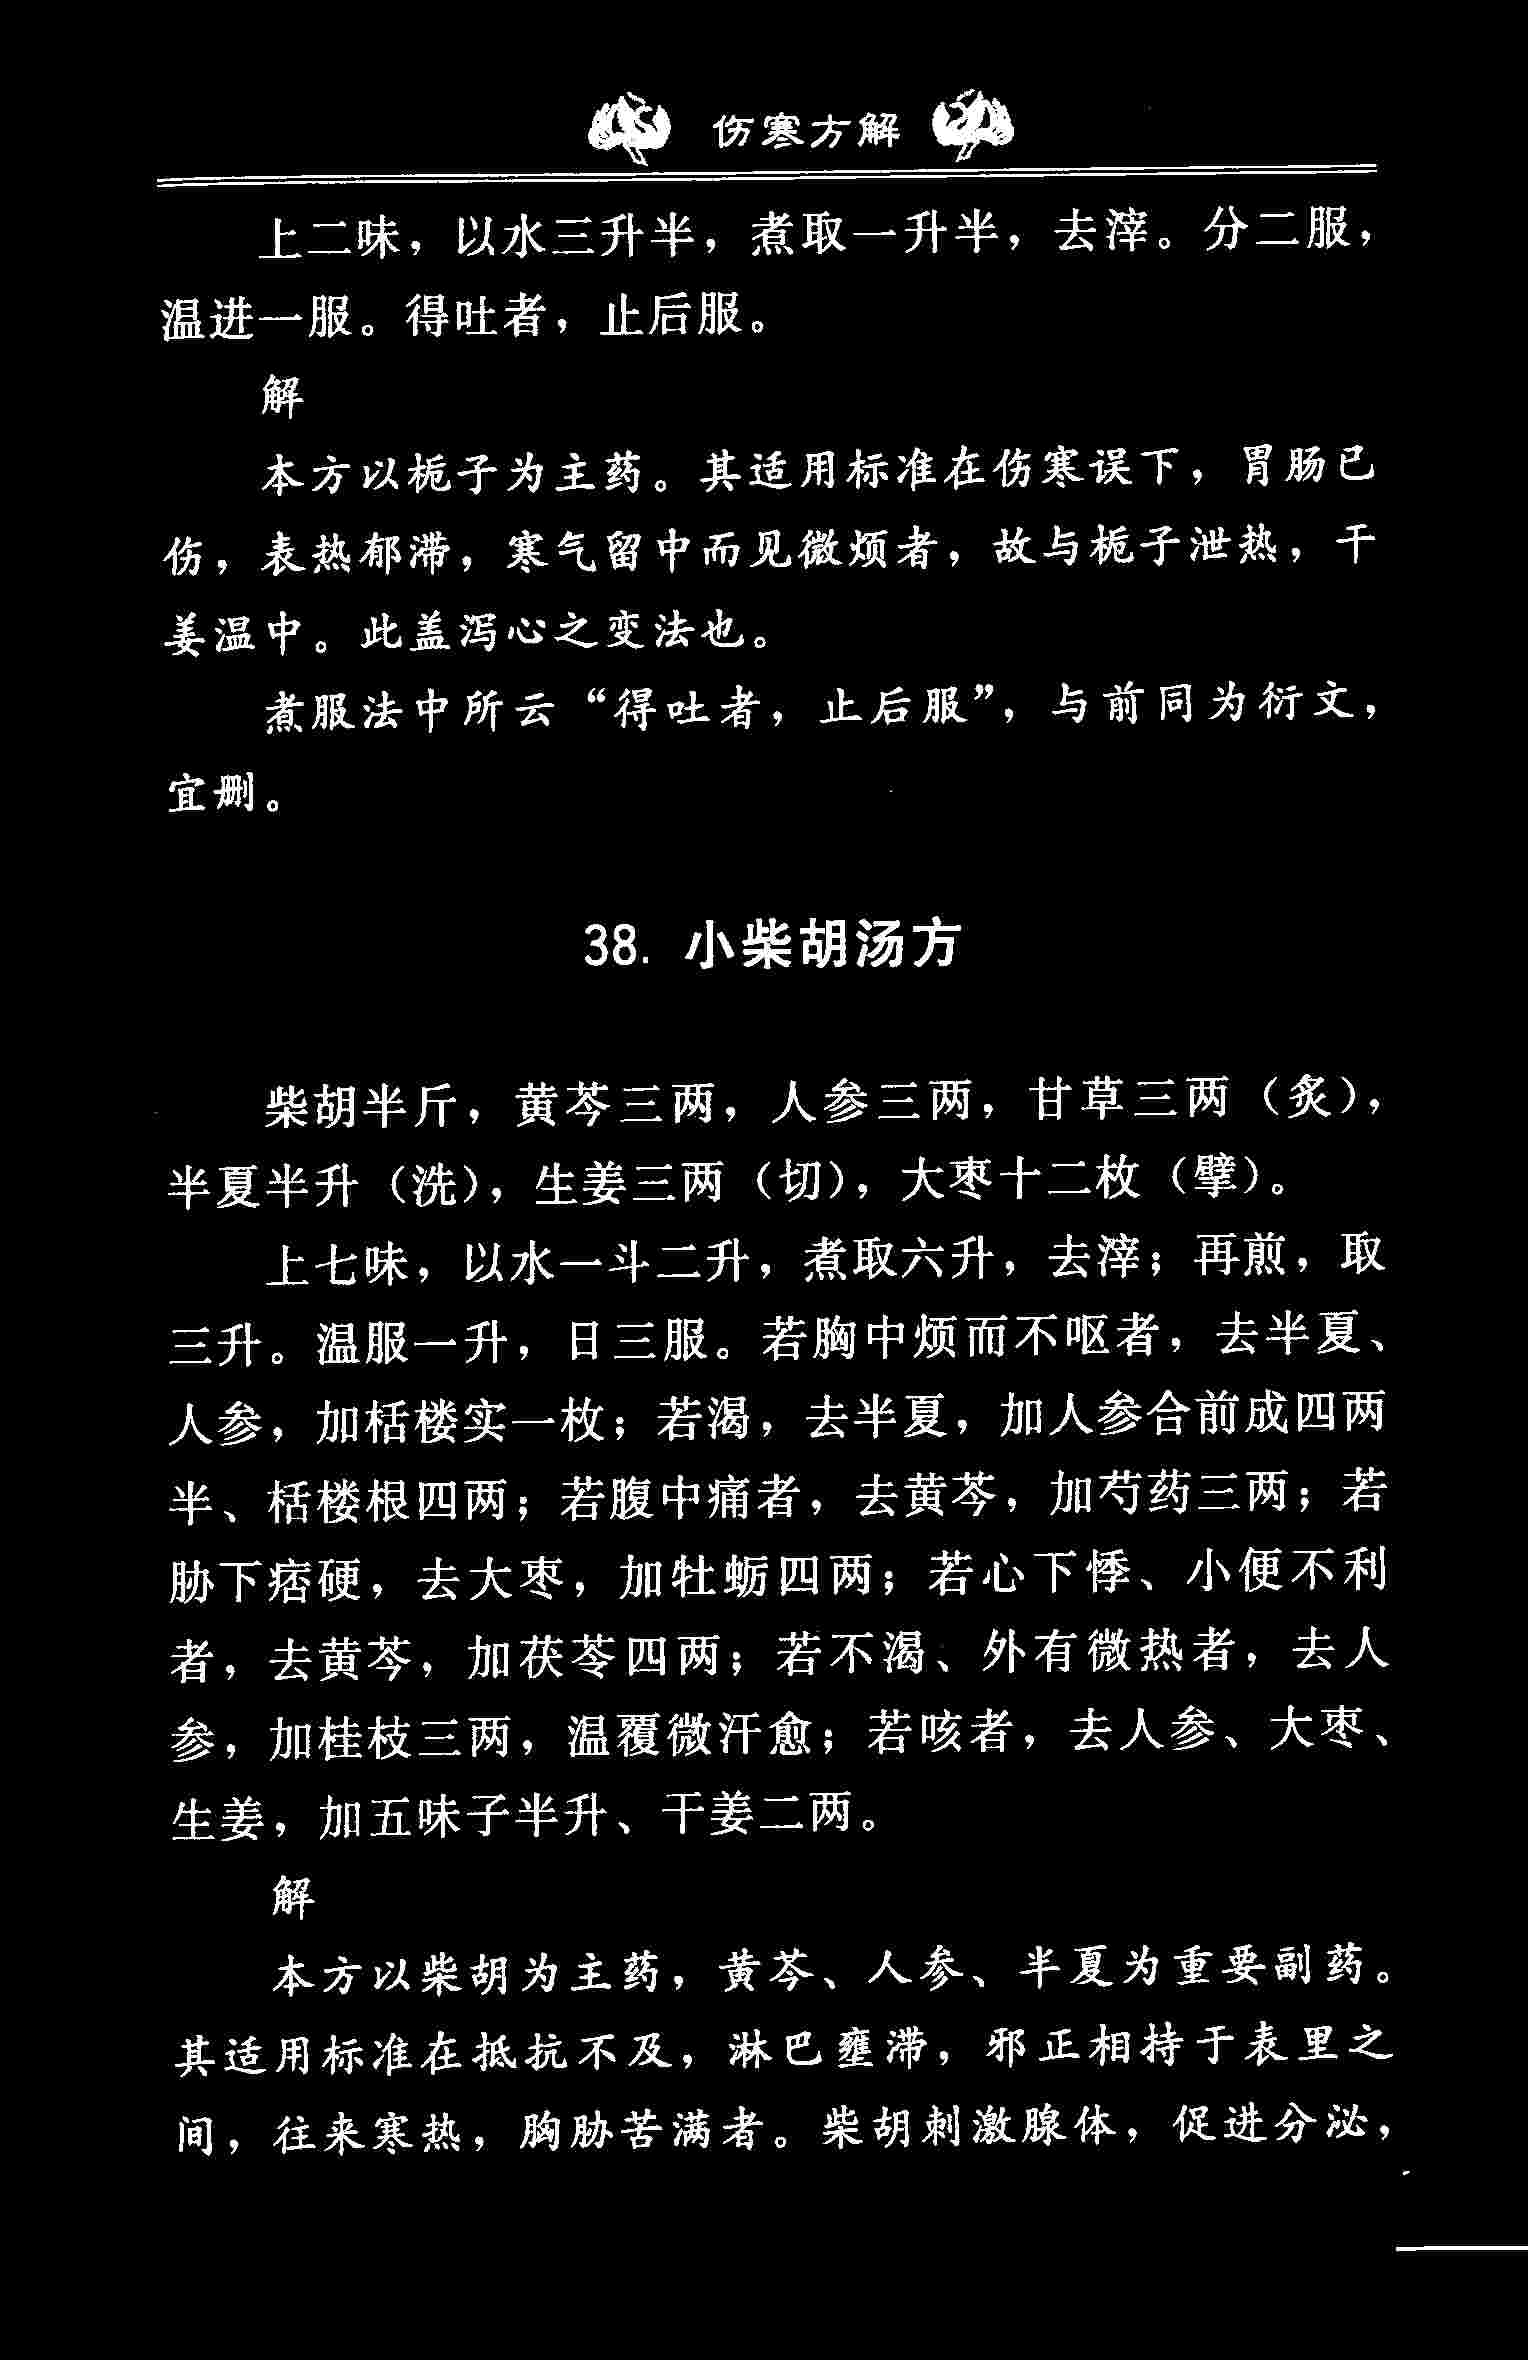 伤寒方解
上二味，以水三升半，煮取一升半，去滓。分二服，
温进一服。得吐者，止后服。
解
本方以栀子为主药。其适用标准在伤寒误下，胃肠已
伤，表热郁滞，寒气留中而见微烦者，故与栀子泄热，干
姜温中。此盖泻心之变法也。
煮服法中所云“得吐者，止后服”，与前同为衍文，
宜删。
38. 小柴胡汤方
柴胡半斤，黄芩三两，人参三两，甘草三两（炙），
半夏半升（洗），生姜三两（切），大枣十二枚（擘）。
上七味，以水一斗二升，煮取六升，去滓；再煎，取
三升。温服一升，日三服。若胸中烦而不呕者，去半夏、
人参，加栝楼实一枚；若渴，去半夏，加人参合前成四两
半、栝楼根四两；若腹中痛者，去黄芩，加芍药三两；若
胁下痞硬，去大枣，加牡蛎四两；若心下悸、小便不利
者，去黄芩，加茯苓四两；若不渴、外有微热者，去人
参，加桂枝三两，温覆微汗愈；若咳者，去人参、大枣、
生姜，加五味子半升、干姜二两。
解
本方以柴胡为主药，黄芩、人参、半夏为重要副药。
其适用标准在抵抗不及，淋巴壅滞，邪正相持于表里之
间，往来寒热，胸胁苦满者。柴胡刺激腺体，促进分泌，